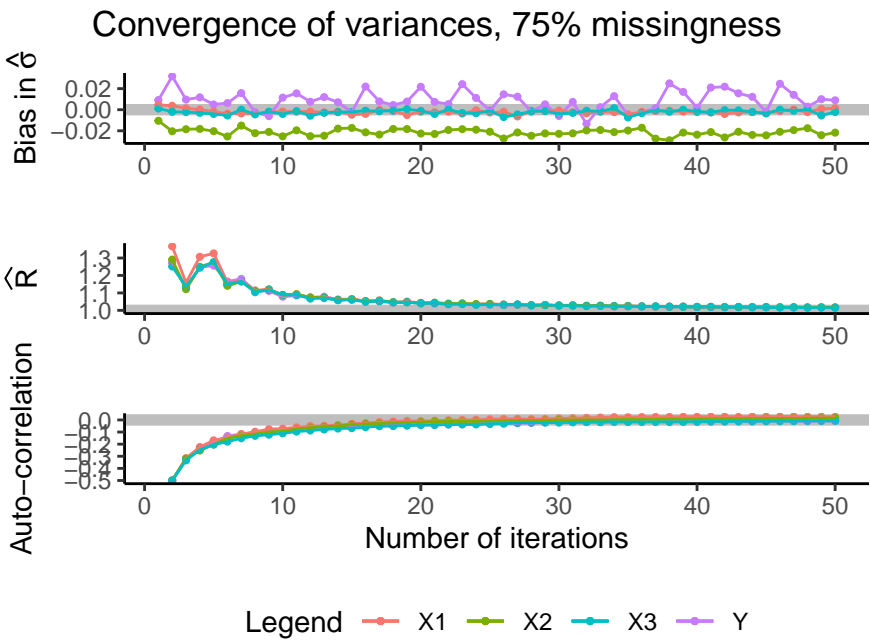 Convergence of variances, 75% missingness
Bias in σ̂
0.02
0.00
−0.02
0 10 20 30 40 50
R̂
1.3
1.2
1.1
1.0
0 10 20 30 40 50
Auto−correlation
0.0
−0.1
−0.2
−0.3
−0.4
−0.5
0 10 20 30 40 50
Number of iterations
Legend X1 X2 X3 Y